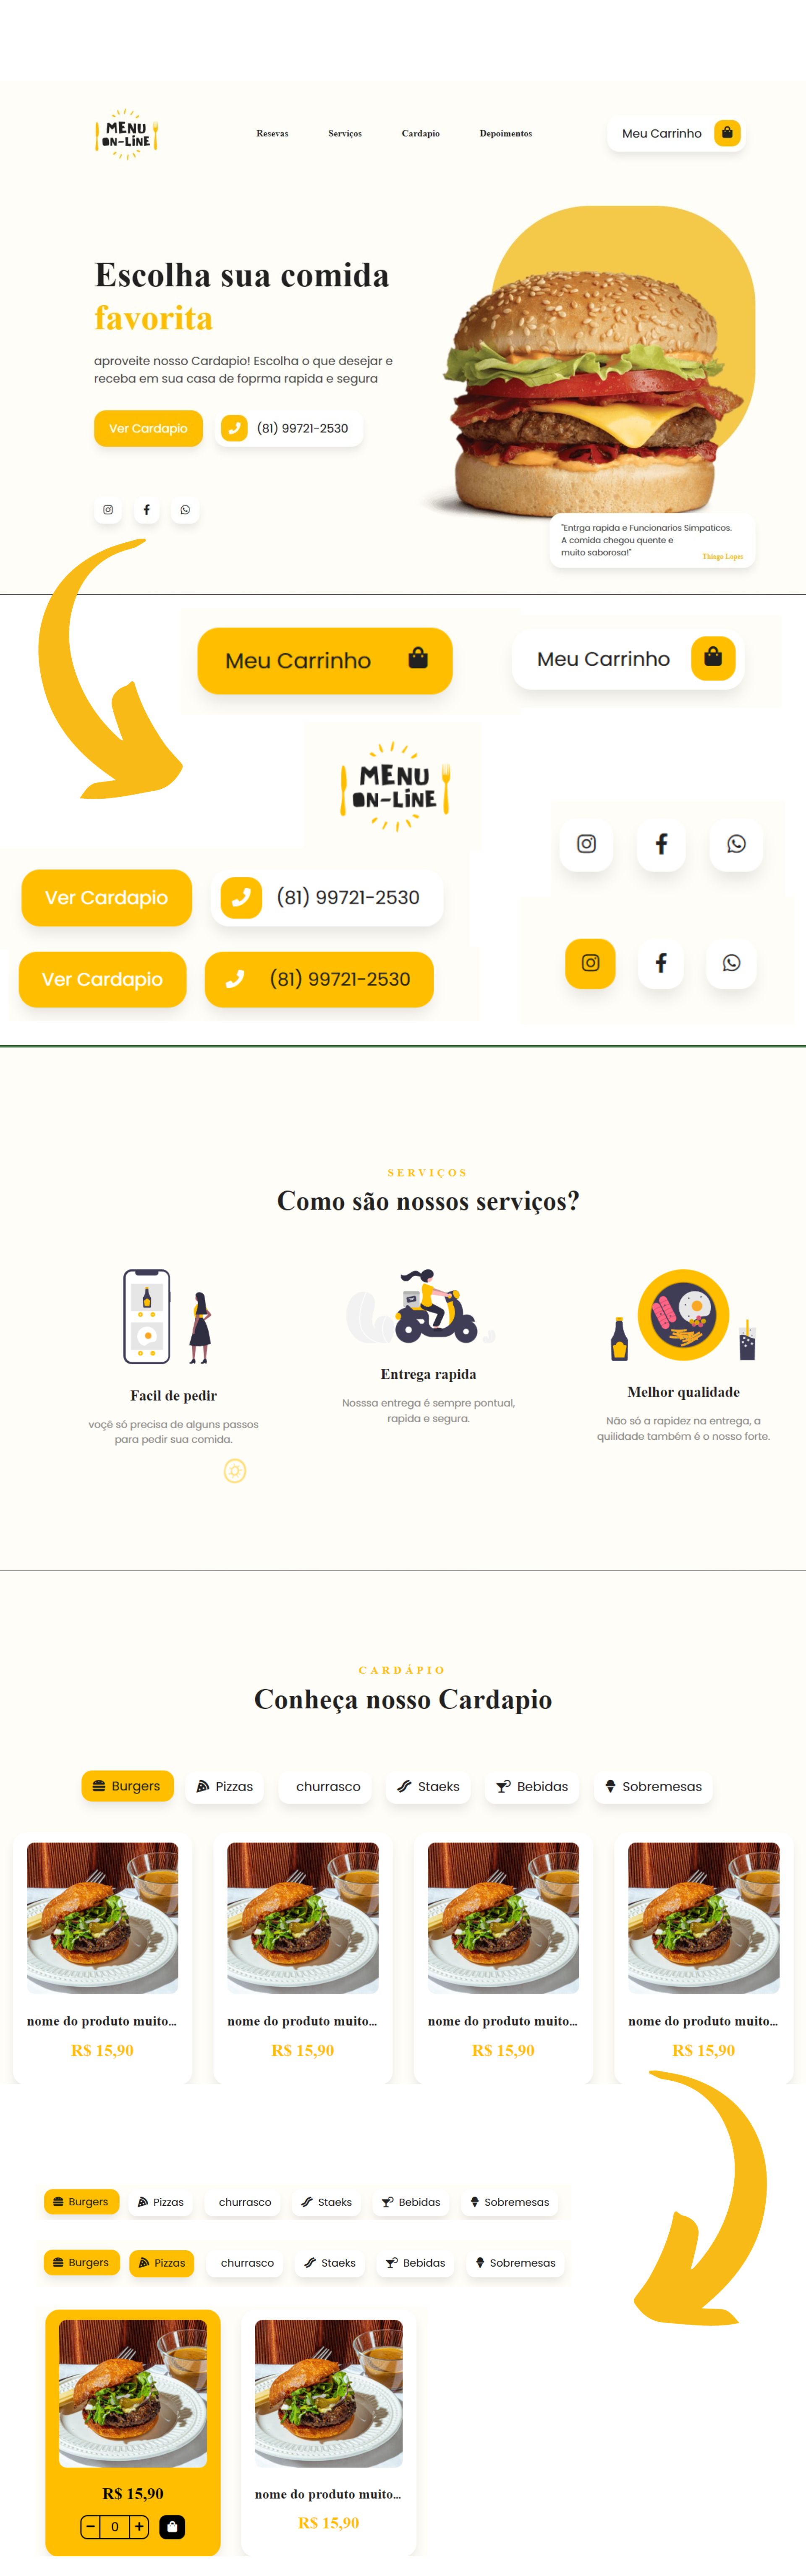 MENU
ON-LINE
Resevas Serviços Cardapio Depoimentos
Meu Carrinho
Escolha sua comida
favorita
aproveite nosso Cardapio! Escolha o que desejar e
receba em sua casa de foprma rapida e segura
Ver Cardapio (81) 99721-2530
"Entrga rapida e Funcionarios Simpaticos.
A comida chegou quente e
muito saborosa!"
Thiago Lopes
Meu Carrinho Meu Carrinho
MENU
ON-LINE
Ver Cardapio (81) 99721-2530
Ver Cardapio (81) 99721-2530
SERVIÇOS
Como são nossos serviços?
Facil de pedir
voçê só precisa de alguns passos
para pedir sua comida.
Entrega rapida
Nosssa entrega é sempre pontual,
rapida e segura.
Melhor qualidade
Não só a rapidez na entrega, a
quilidade também é o nosso forte.
CARDÁPIO
Conheça nosso Cardapio
Burgers Pizzas churrasco Staeks Bebidas Sobremesas
nome do produto muito... nome do produto muito... nome do produto muito... nome do produto muito...
R$ 15,90 R$ 15,90 R$ 15,90 R$ 15,90
Burgers Pizzas churrasco Staeks Bebidas Sobremesas
Burgers Pizzas churrasco Staeks Bebidas Sobremesas
R$ 15,90
- 0 +
nome do produto muito...
R$ 15,90